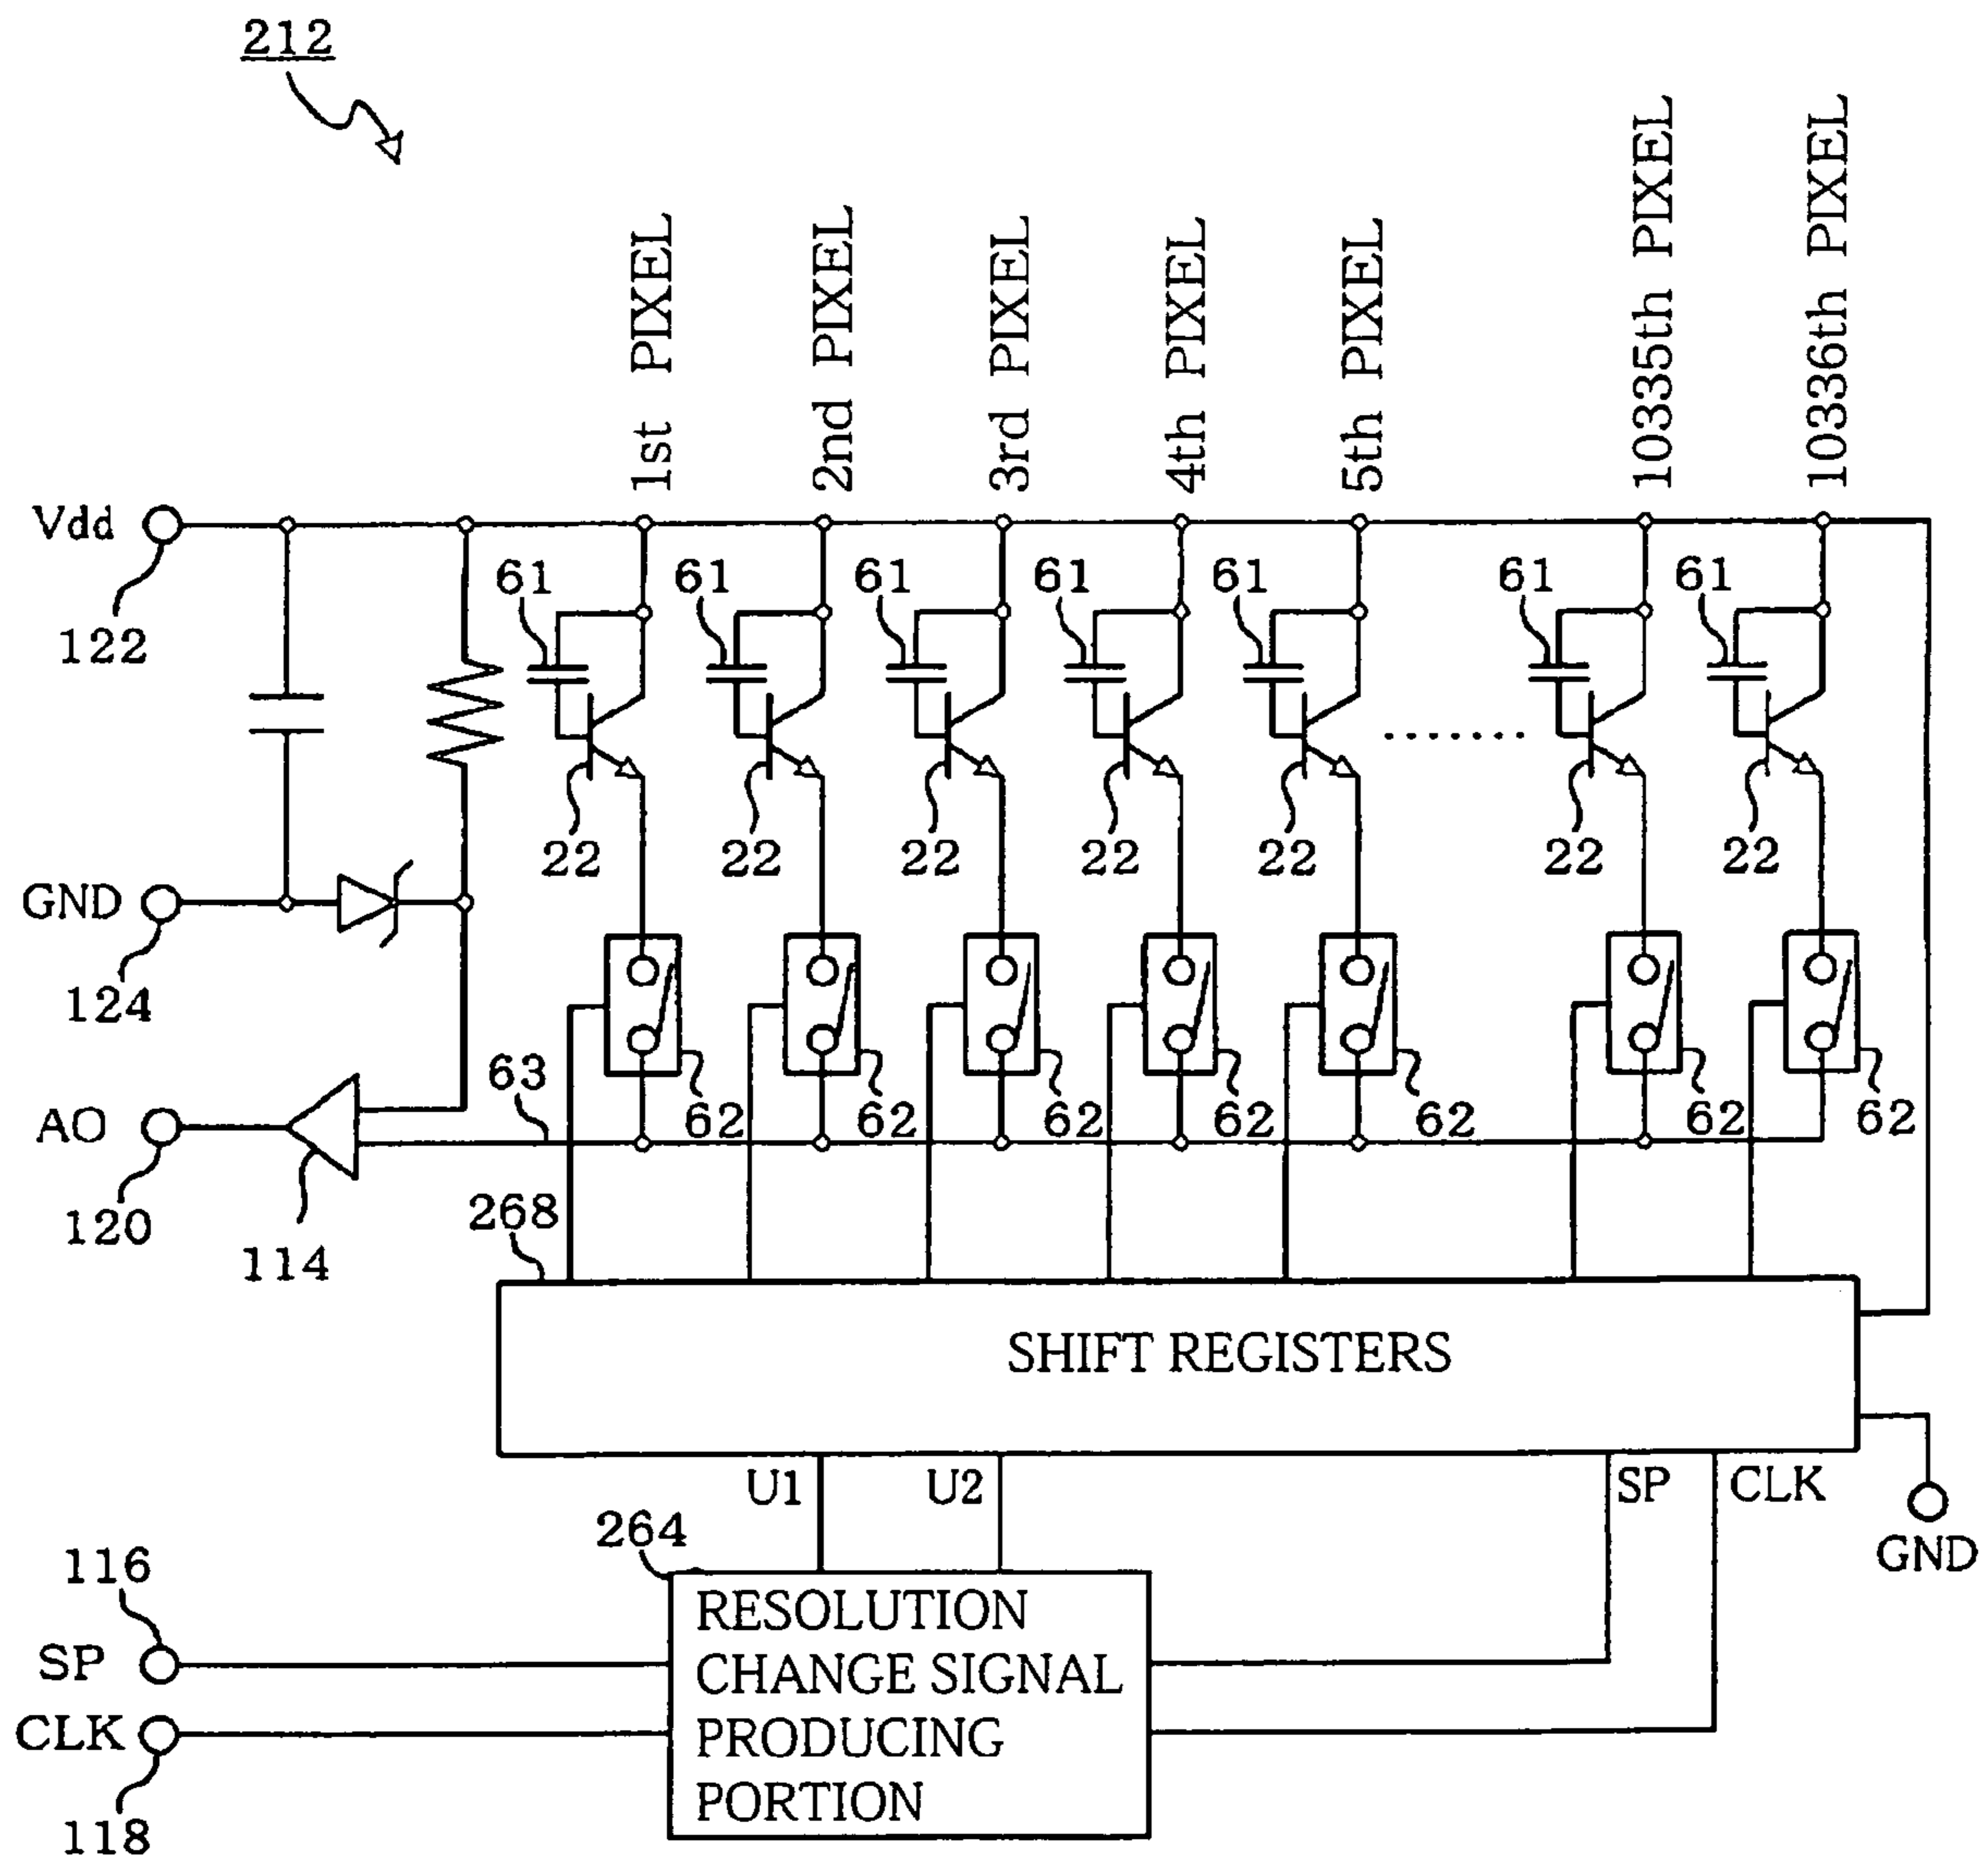 212
1st PIXEL
2nd PIXEL
3rd PIXEL
4th PIXEL
5th PIXEL
10335th PIXEL
10336th PIXEL
Vdd
122
61
61
61
61
61
61
61
22
22
22
22
22
.......
22
22
GND
124
62
62
62
62
62
62
62
63
AO
120
114
268
SHIFT REGISTERS
U1
U2
SP
CLK
GND
264
RESOLUTION
CHANGE SIGNAL
PRODUCING
PORTION
116
SP
CLK
118